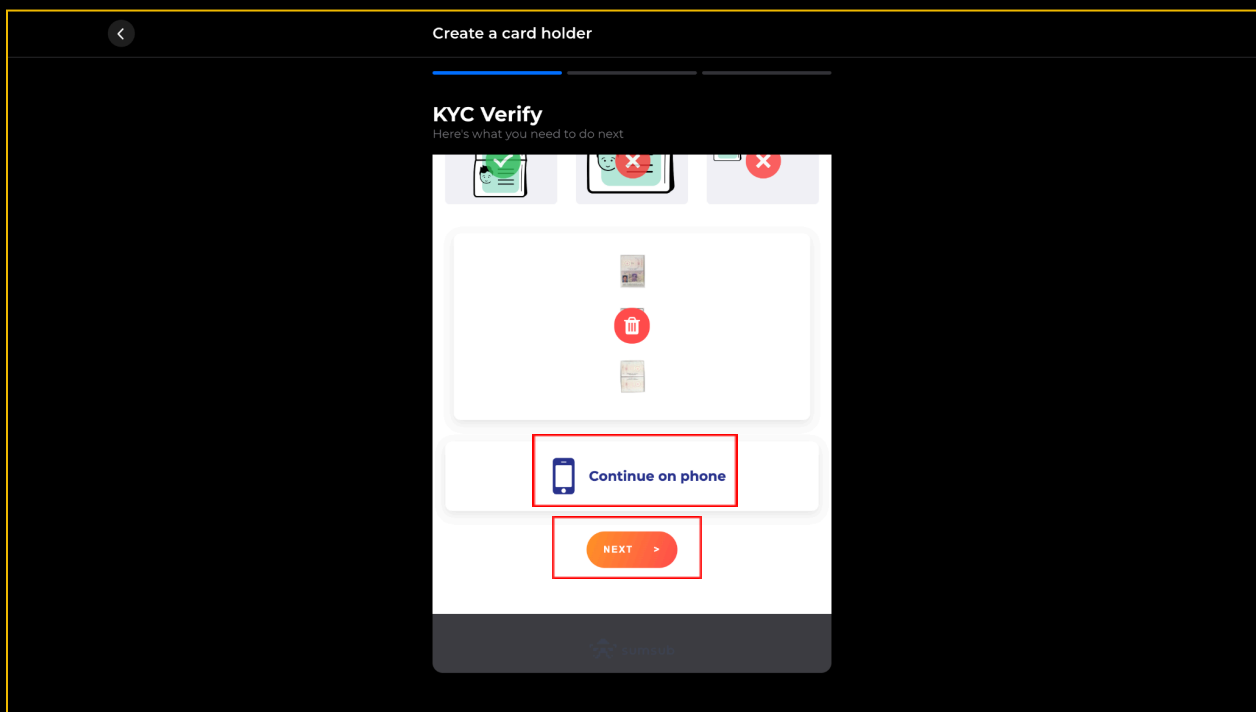 Create a card holder
KYC Verify
Here's what you need to do next
Continue on phone
NEXT >